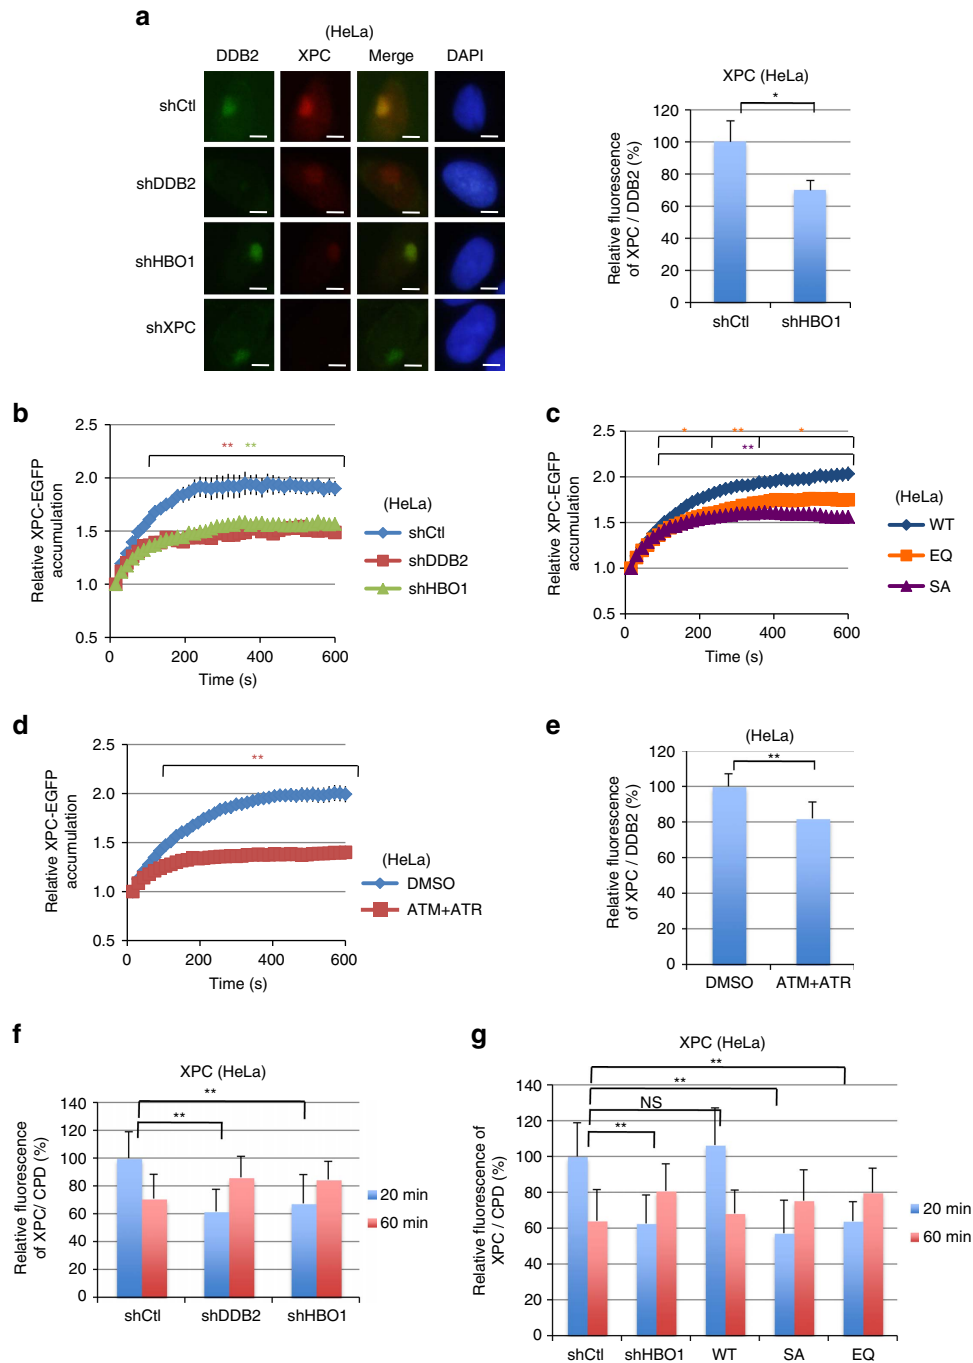 a
(HeLa)
DDB2 XPC Merge DAPI
shCtl
shDDB2
shHBO1
shXPC
XPC (HeLa)
*
Relative fluorescence
of XPC / DDB2 (%)
120
100
80
60
40
20
0
shCtl shHBO1
b
2.5
2.0
1.5
1.0
0.5
** **
Relative XPC-EGFP
accumulation
0 200 400 600
Time (s)
(HeLa)
shCtl
shDDB2
shHBO1
c
2.5
2.0
1.5
1.0
0.5
* ** *
**
Relative XPC-EGFP
accumulation
0 200 400 600
Time (s)
(HeLa)
WT
EQ
SA
d
2.5
2.0
1.5
1.0
0.5
**
Relative XPC-EGFP
accumulation
0 200 400 600
Time (s)
(HeLa)
DMSO
ATM+ATR
e
(HeLa)
**
Relative fluorescence
of XPC / DDB2 (%)
120
100
80
60
40
20
0
DMSO ATM+ATR
f
XPC (HeLa)
**
**
Relative fluorescence
of XPC/ CPD (%)
140
120
100
80
60
40
20
0
shCtl shDDB2 shHBO1
20 min
60 min
g
XPC (HeLa)
**
**
NS
**
Relative fluorescence of
XPC / CPD (%)
140
120
100
80
60
40
20
0
shCtl shHBO1 WT SA EQ
20 min
60 min